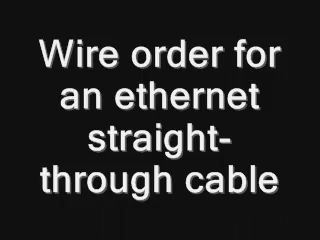 Wire order for
an ethernet
straight-
through cable